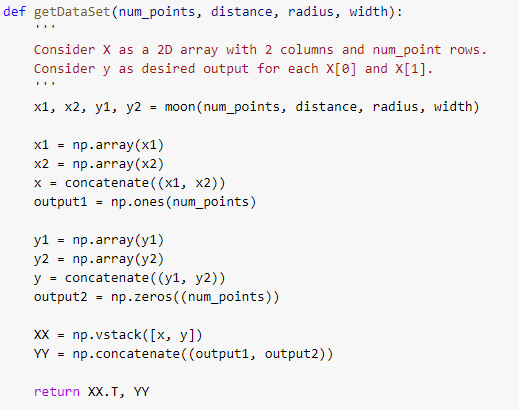 def getDataSet(num_points, distance, radius, width):
    '''
    Consider X as a 2D array with 2 columns and num_point rows.
    Consider y as desired output for each X[0] and X[1].
    '''
    x1, x2, y1, y2 = moon(num_points, distance, radius, width)

    x1 = np.array(x1)
    x2 = np.array(x2)
    x = concatenate((x1, x2))
    output1 = np.ones(num_points)

    y1 = np.array(y1)
    y2 = np.array(y2)
    y = concatenate((y1, y2))
    output2 = np.zeros((num_points))

    XX = np.vstack([x, y])
    YY = np.concatenate((output1, output2))

    return XX.T, YY